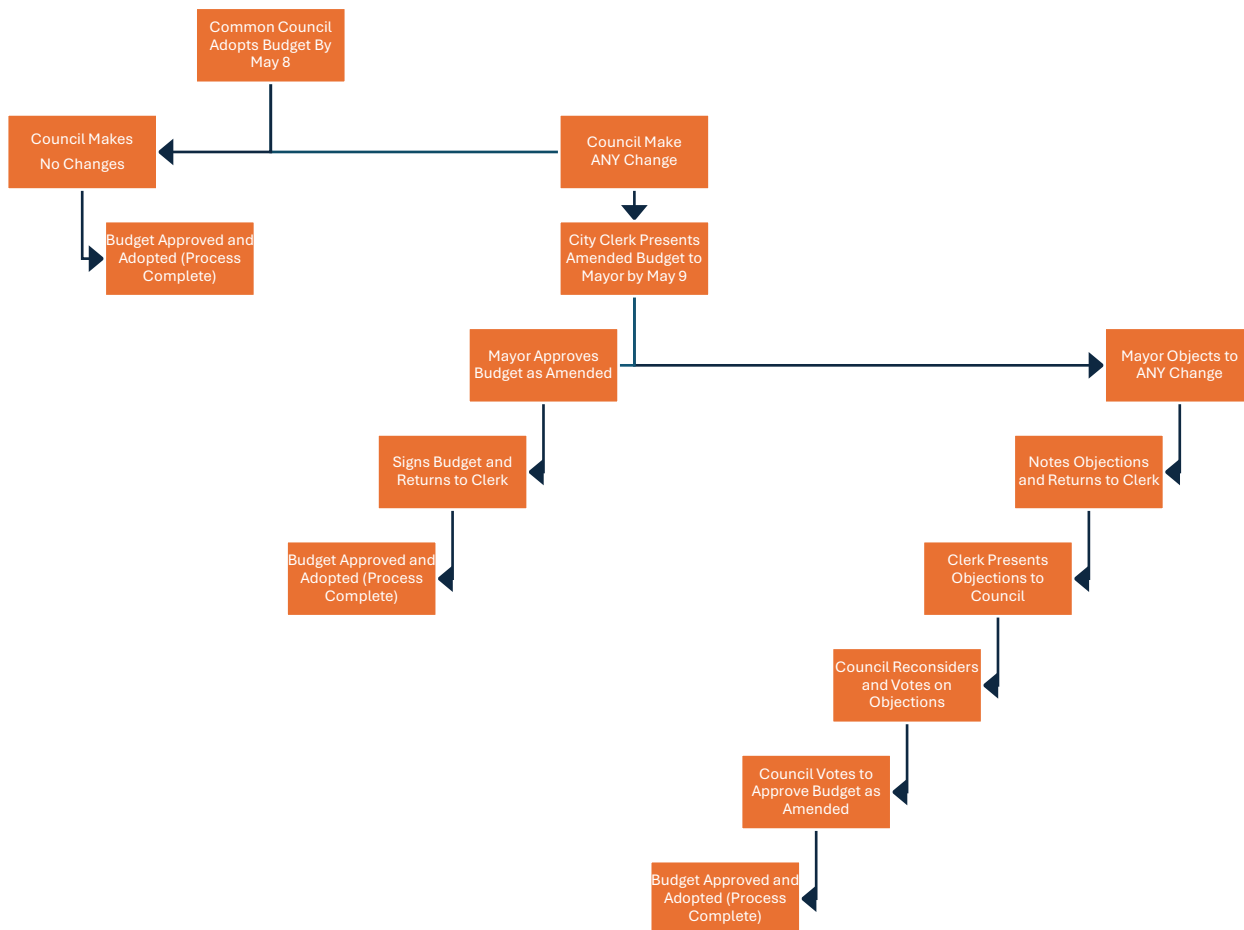 Common Council
Adopts Budget By
May 8
Council Makes
No Changes
Council Make
ANY Change
Budget Approved and
Adopted (Process
Complete)
City Clerk Presents
Amended Budget to
Mayor by May 9
Mayor Approves
Budget as Amended
Mayor Objects to
ANY Change
Signs Budget and
Returns to Clerk
Notes Objections
and Returns to Clerk
Budget Approved and
Adopted (Process
Complete)
Clerk Presents
Objections to
Council
Council Reconsiders
and Votes on
Objections
Council Votes to
Approve Budget as
Amended
Budget Approved and
Adopted (Process
Complete)